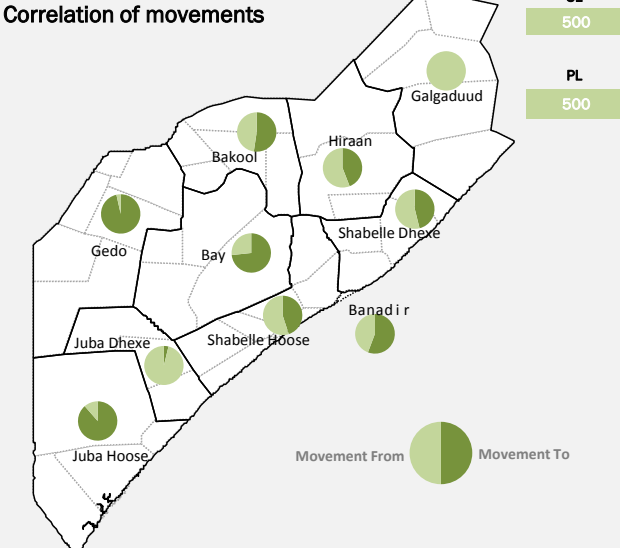 Correlation of movements
500
PL
500
Galgaduud
Hiraan
Bakool
Shabelle Dhexe
Gedo
Bay
Banadir
Shabelle Hoose
Juba Dhexe
Juba Hoose
Movement From
Movement To